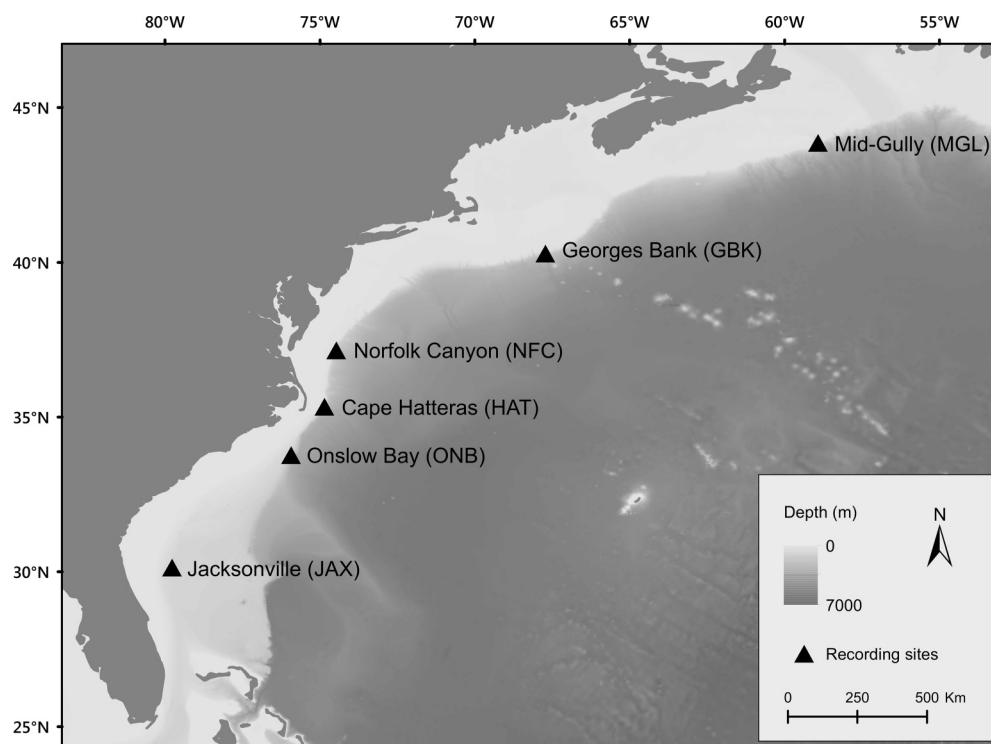 80°W 75°W 70°W 65°W 60°W 55°W
45°N
Mid-Gully (MGL)
Georges Bank (GBK)
40°N
Norfolk Canyon (NFC)
35°N
Cape Hatteras (HAT)
Onslow Bay (ONB)
30°N
Jacksonville (JAX)
25°N
Depth (m)
N
0
7000
Recording sites
0 250 500 Km